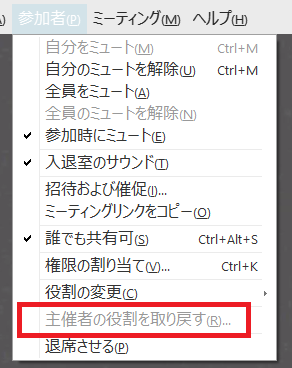 ) 参加者(P) ミーティング(M) ヘルプ(H)
自分をミュート(M) Ctrl+M
自分のミュートを解除(U) Ctrl+M
全員をミュート(A)
全員のミュートを解除(N)
✓ 参加時にミュート(E)
✓ 入退室のサウンド(T)
招待および催促(I)...
ミーティングリンクをコピー(O)
✓ 誰でも共有可(S) Ctrl+Alt+S
権限の割り当て(V)... Ctrl+K
役割の変更(C)
主催者の役割を取り戻す(R)...
退席させる(P)